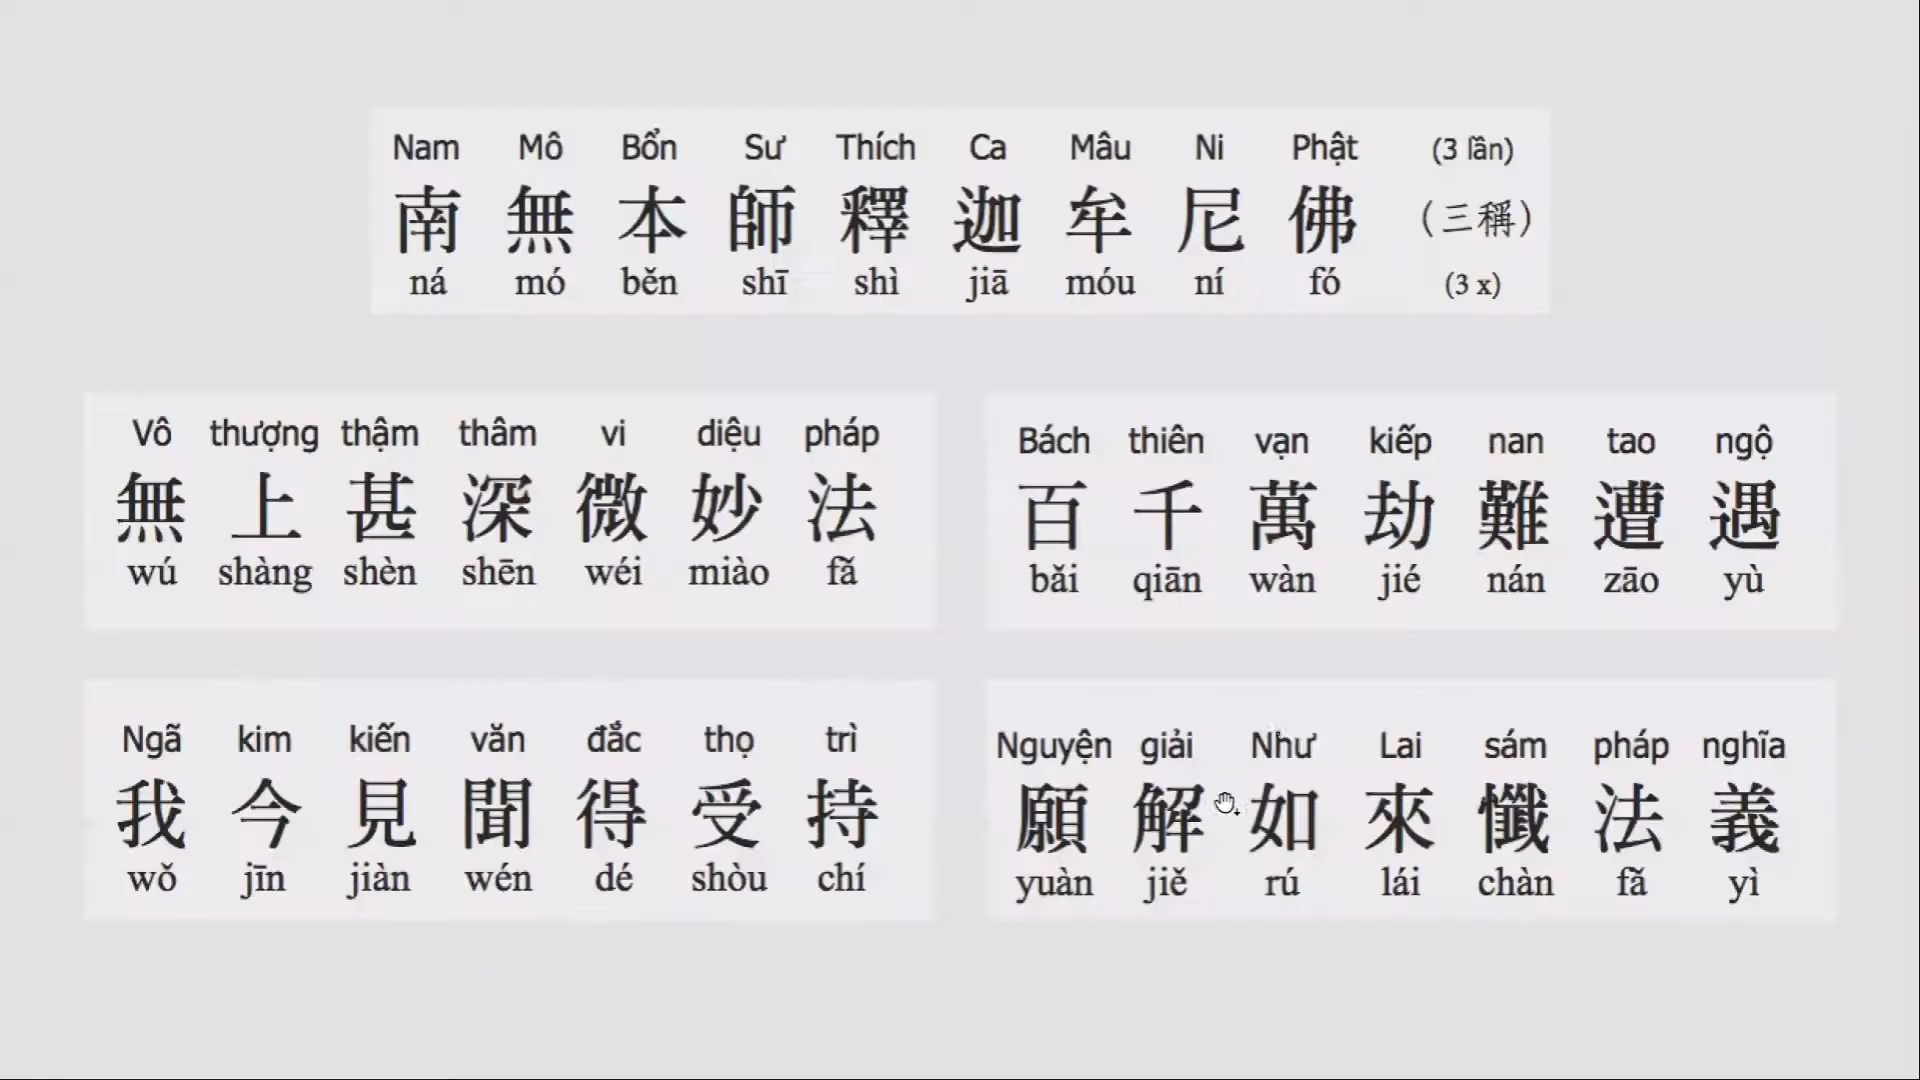 Nam Mô Bổn Sư Thích Ca Mâu Ni Phật (3 lần)
南無本師釋迦牟尼佛 (三稱)
ná mó běn shī shì jiā móu ní fó (3 x)
Vô thượng thậm thâm vi diệu pháp
無上甚深微妙法
wú shàng shèn shēn wéi miào fǎ
Bách thiên vạn kiếp nan tao ngộ
百千萬劫難遭遇
bǎi qiān wàn jié nán zāo yù
Ngã kim kiến văn đắc thọ trì
我今見聞得受持
wǒ jīn jiàn wén dé shòu chí
Nguyện giải Như Lai sám pháp nghĩa
願解如來懺法義
yuàn jiě rú lái chàn fǎ yì